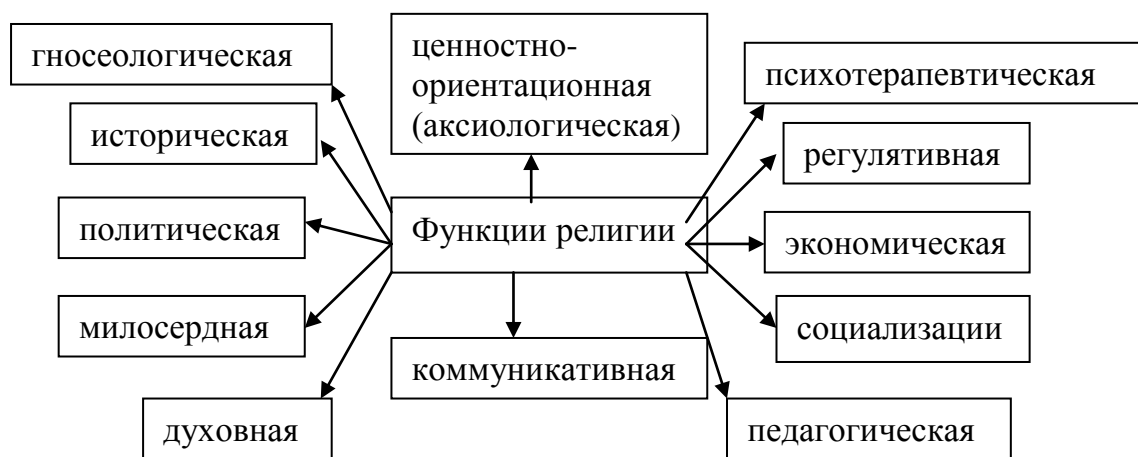 гносеологическая
ценностно-
ориентационная
(аксиологическая)
психотерапевтическая
историческая
регулятивная
политическая
Функции религии
экономическая
милосердная
социализации
коммуникативная
духовная
педагогическая